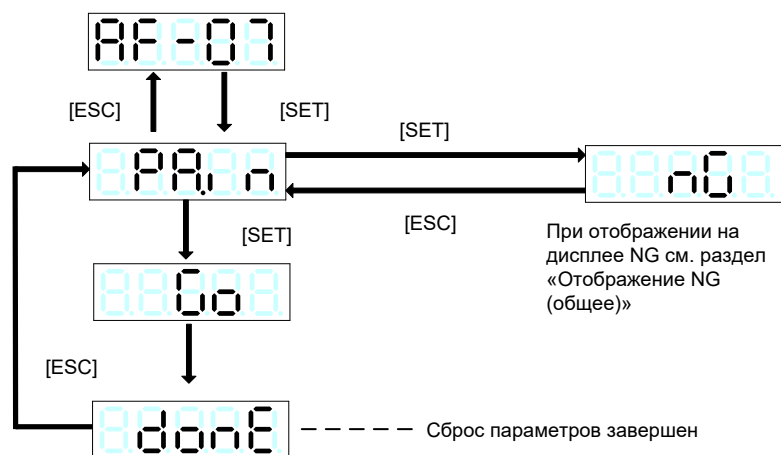 AF-07
[ESC]
[SET]
[SET]
PA.i n
nG
[ESC]
[SET]
При отображении на
дисплее NG см. раздел
«Отображение NG
(общее)»
Go
[ESC]
donE
Сброс параметров завершен